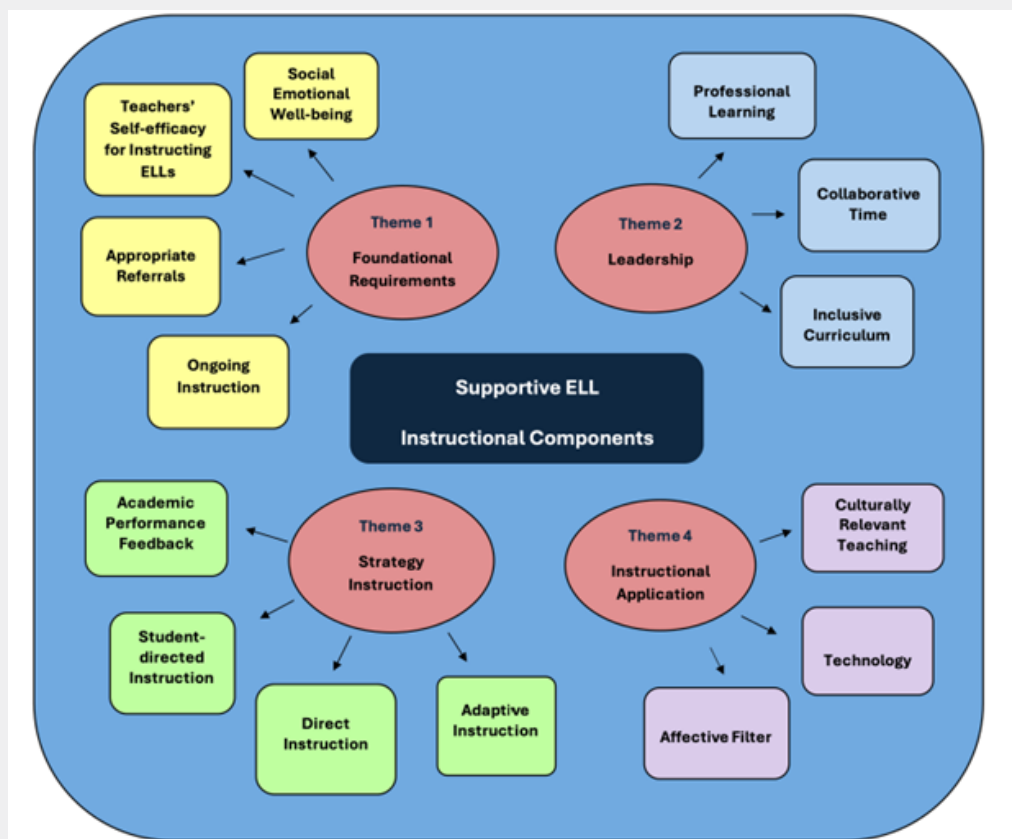 Social
Emotional
Well-being
Teachers'
Self-efficacy
for Instructing
ELLs
Appropriate
Referrals
Ongoing
Instruction
Theme 1
Foundational
Requirements
Theme 2
Leadership
Professional
Learning
Collaborative
Time
Inclusive
Curriculum
Supportive ELL
Instructional Components
Theme 3
Strategy
Instruction
Academic
Performance
Feedback
Student-
directed
Instruction
Direct
Instruction
Adaptive
Instruction
Theme 4
Instructional
Application
Culturally
Relevant
Teaching
Technology
Affective Filter